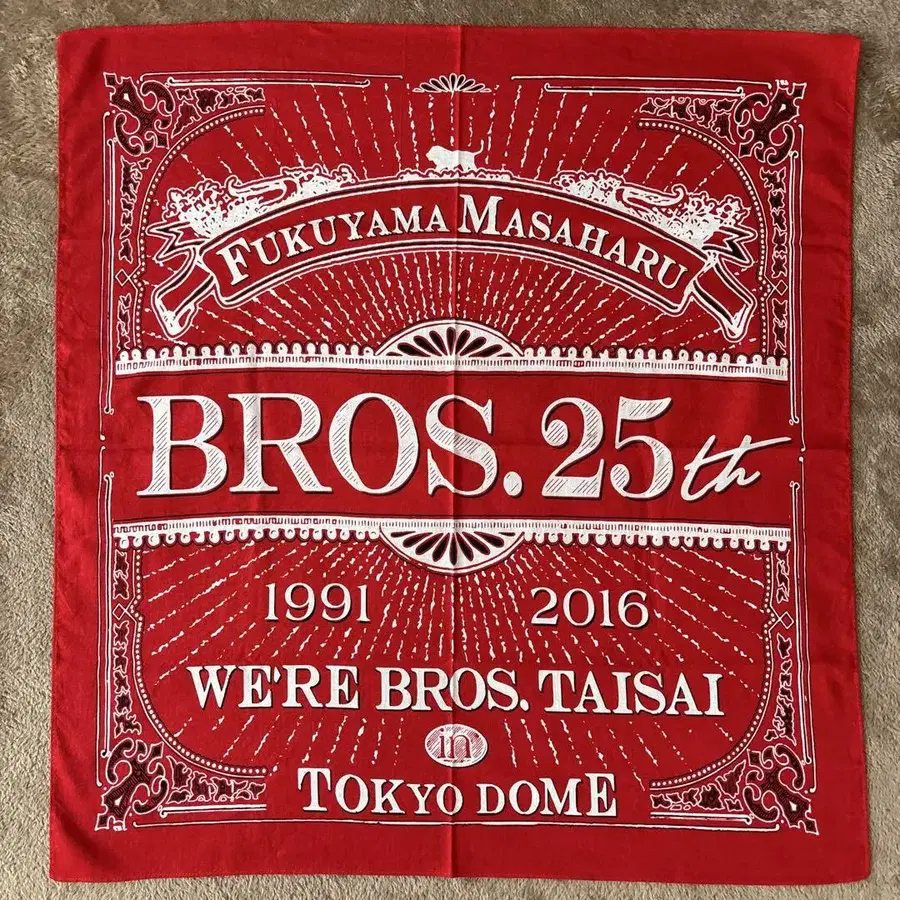 FUKUYAMA MASAHARU
BROS. 25th
1991 2016
WE'RE BROS. TAISAI
in
TOKYO DOME